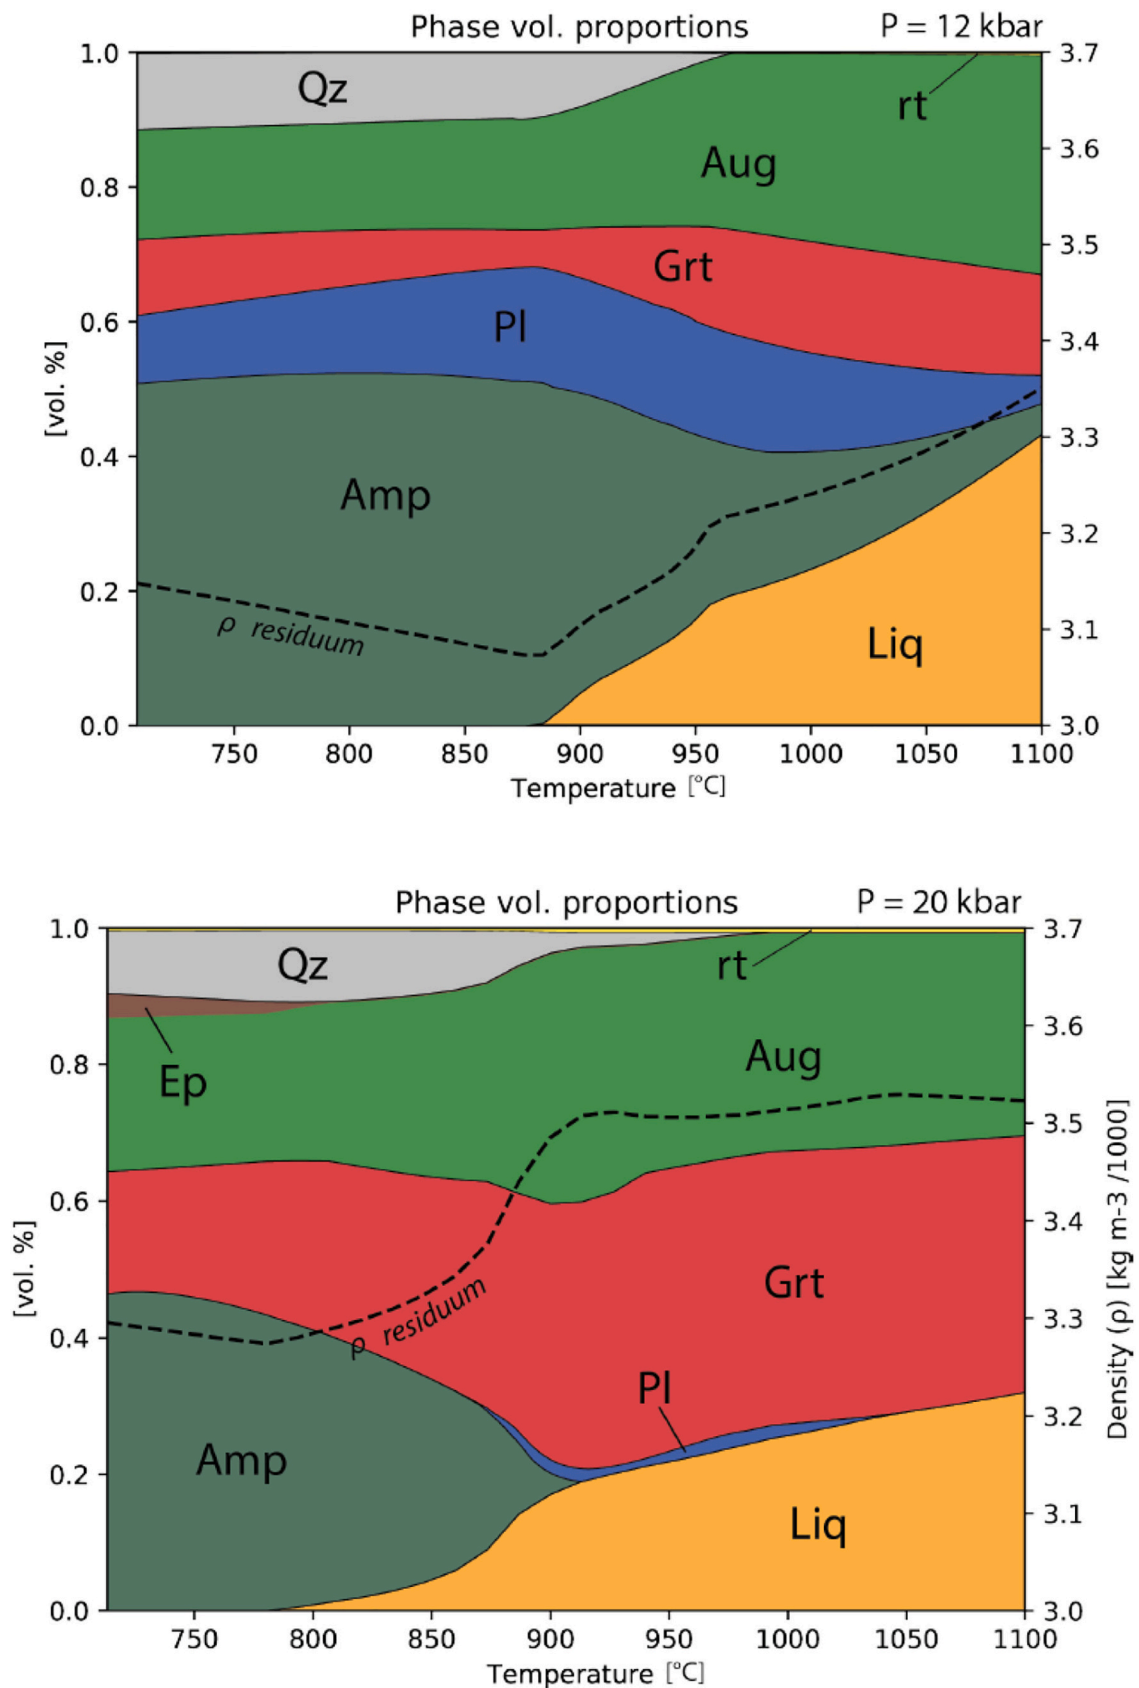 Phase vol. proportions P = 12 kbar
1.0 3.7
Qz
rt
3.6
Aug
0.8
3.5
Grt
0.6 Pl
3.4
[vol. %]
3.3
0.4
Amp
3.2
0.2
ρ residuum
3.1
Liq
0.0 3.0
750 800 850 900 950 1000 1050 1100
Temperature [°C]
Phase vol. proportions P = 20 kbar
1.0 3.7
Qz rt
3.6
Ep Aug
0.8
3.5
0.6
3.4
[vol. %]
Grt
ρ residuum
0.4 3.3
Pl
Density (ρ) [kg m-3 /1000]
3.2
Amp
0.2
Liq
3.1
0.0 3.0
750 800 850 900 950 1000 1050 1100
Temperature [°C]